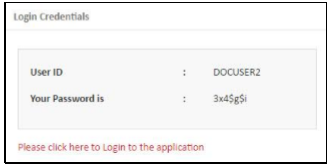 Login Credentials
User ID : DOCUSER2
Your Password is : 3x4$g$i
Please click here to Login to the application